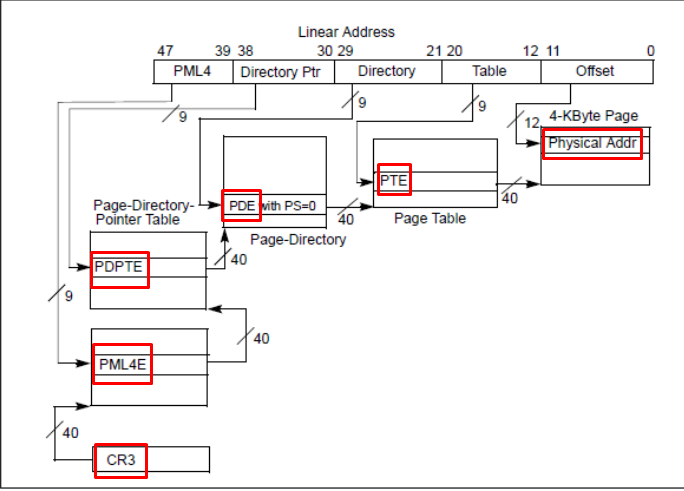 Linear Address
47 39 38 30 29 21 20 12 11 0
PML4 Directory Ptr Directory Table Offset
9 9 9
12 4-KByte Page
Physical Addr
PTE
40
PDE with PS=0
40
Page Table
Page-Directory-
Pointer Table
Page-Directory
PDPTE
40
9
40
PML4E
40
CR3